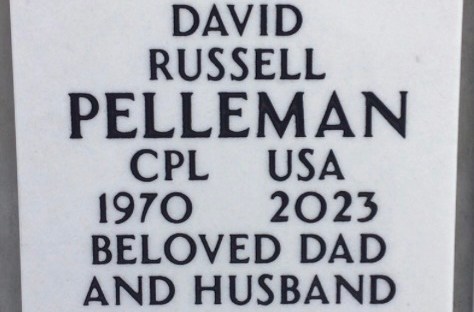 DAVID
RUSSELL
PELLEMAN
CPL USA
1970 2023
BELOVED DAD
AND HUSBAND